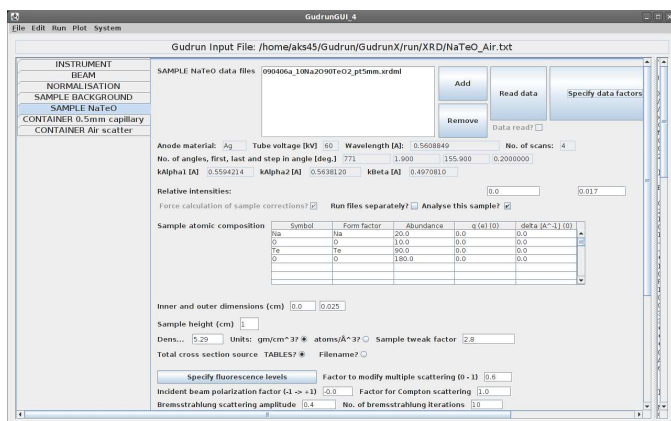 GudrunGUI_4
File Edit Run Plot System
Gudrun Input File: /home/aks45/Gudrun/GudrunX/run/XRD/NaTeO_Air.txt
INSTRUMENT
BEAM
NORMALISATION
SAMPLE BACKGROUND
SAMPLE NaTeO
CONTAINER 0.5mm capillary
CONTAINER Air scatter
SAMPLE NaTeO data files 090406a_10Na2O90TeO2_pt5mm.xrdml
Add
Remove
Read data
Specify data factors
Data read?
Anode material: Ag Tube voltage [kV] 60 Wavelength [A]: 0.5608849 No. of scans: 4
No. of angles, first, last and step in angle [deg.] 771 1.900 155.900 0.2000000
kAlpha1 [A] 0.5594214 kAlpha2 [A] 0.5638120 kBeta [A] 0.4970810
Relative intensities: 0.0 0.017
Force calculation of sample corrections? Run files separately? Analyse this sample?
Sample atomic composition Symbol Form factor Abundance q (e) (0) delta [A^-1] (0)
Na Na 20.0 0.0 0.0
O O 10.0 0.0 0.0
Te Te 90.0 0.0 0.0
O O 180.0 0.0 0.0
Inner and outer dimensions (cm) 0.0 0.025
Sample height (cm) 1
Dens... 5.29 Units: gm/cm^3? atoms/Å^3? Sample tweak factor 2.8
Total cross section source TABLES? Filename?
Specify fluorescence levels Factor to modify multiple scattering (0 - 1) 0.6
Incident beam polarization factor (-1 -> +1) -0.0 Factor for Compton scattering 1.0
Bremsstrahlung scattering amplitude 0.4 No. of bremsstrahlung iterations 10